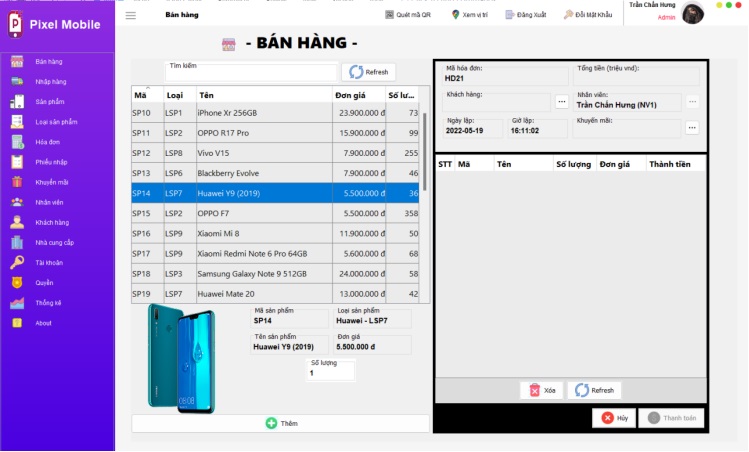 Pixel Mobile
Bán hàng
Nhập hàng
Sản phẩm
Loại sản phẩm
Hóa đơn
Phiếu nhập
Khuyến mãi
Nhân viên
Khách hàng
Nhà cung cấp
Tài khoản
Quyền
Thống kê
About
Bán hàng
Quét mã QR
Xem vị trí
Đăng Xuất
Đổi Mật Khẩu
Trần Chấn Hưng
Admin
- BÁN HÀNG -
Tìm kiếm
Refresh
Mã Loại Tên Đơn giá Số lư...
SP10 LSP1 iPhone Xr 256GB 23.900.000 đ 73
SP11 LSP2 OPPO R17 Pro 15.900.000 đ 99
SP12 LSP8 Vivo V15 7.900.000 đ 255
SP13 LSP6 Blackberry Evolve 7.900.000 đ 46
SP14 LSP7 Huawei Y9 (2019) 5.500.000 đ 36
SP15 LSP2 OPPO F7 5.500.000 đ 358
SP16 LSP9 Xiaomi Mi 8 11.900.000 đ 50
SP17 LSP9 Xiaomi Redmi Note 6 Pro 64GB 5.600.000 đ 68
SP18 LSP3 Samsung Galaxy Note 9 512GB 24.000.000 đ 58
SP19 LSP7 Huawei Mate 20 13.000.000 đ 42
08:08
Mã sản phẩm
SP14
Loại sản phẩm
Huawei - LSP7
Tên sản phẩm
Huawei Y9 (2019)
Đơn giá
5.500.000 đ
Số lượng
1
Thêm
Mã hóa đơn:
HD21
Tổng tiền (triệu vnd):
Khách hàng:
...
Nhân viên:
Trần Chấn Hưng (NV1)
...
Ngày lập:
2022-05-19
Giờ lập:
16:11:02
Khuyến mãi:
...
STT Mã Tên Số lượng Đơn giá Thành tiền
Xóa
Refresh
Hủy
Thanh toán